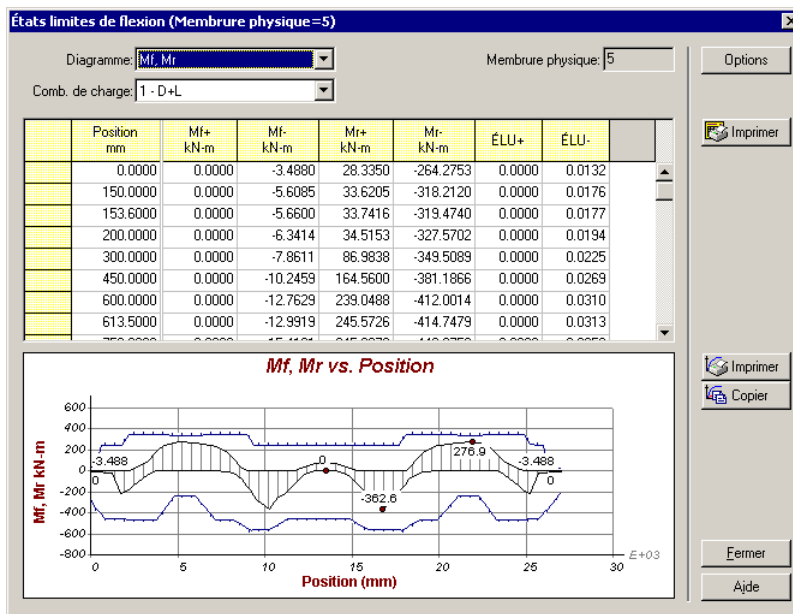 États limites de flexion (Membrure physique=5)
Diagramme: Mf, Mr
Membrure physique: 5
Options
Comb. de charge: 1 - D+L
Position mm Mf+ kN-m Mf- kN-m Mr+ kN-m Mr- kN-m ÉLU+ ÉLU-
Imprimer
0.0000 0.0000 -3.4880 28.3350 -264.2753 0.0000 0.0132
150.0000 0.0000 -5.6085 33.6205 -318.2120 0.0000 0.0176
153.6000 0.0000 -5.6600 33.7416 -319.4740 0.0000 0.0177
200.0000 0.0000 -6.3414 34.5153 -327.5702 0.0000 0.0194
300.0000 0.0000 -7.8611 86.9838 -349.5089 0.0000 0.0225
450.0000 0.0000 -10.2459 164.5600 -381.1866 0.0000 0.0269
600.0000 0.0000 -12.7629 239.0488 -412.0014 0.0000 0.0310
613.5000 0.0000 -12.9919 245.5726 -414.7479 0.0000 0.0313
Mf, Mr vs. Position
Imprimer
Copier
Mf, Mr kN-m
600
400
200
0
-200
-400
-600
-800
-3.488
0
0
-362.6
276.9
-3.488
0
0 5 10 15 20 25 30
E+03
Position (mm)
Fermer
Aide